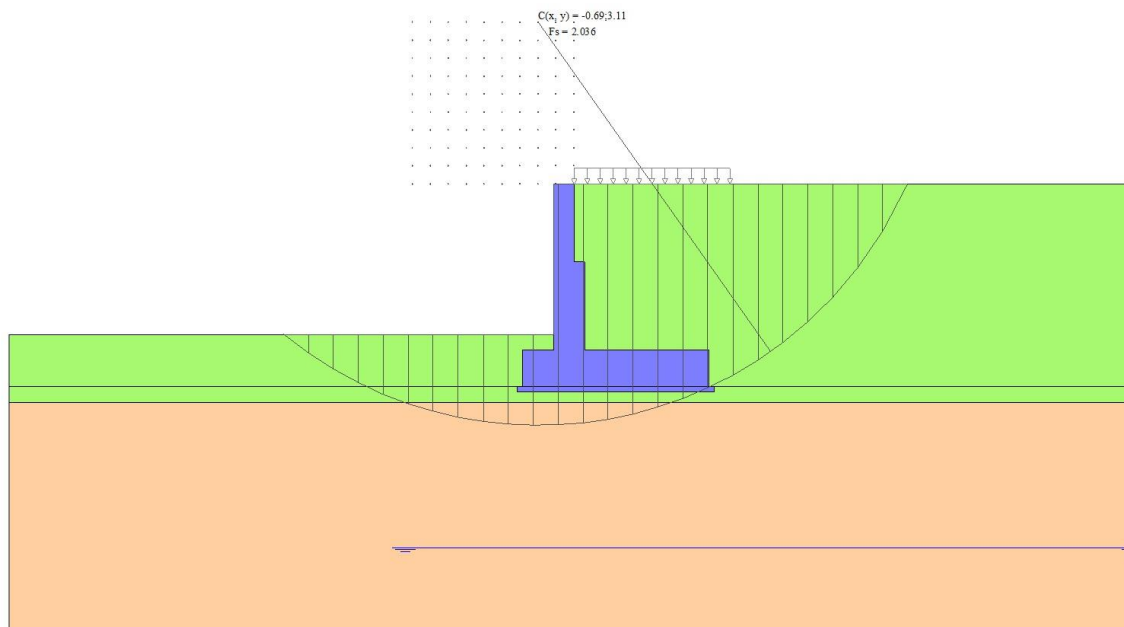 C(x, y) = -0.69;3.11
Fs = 2.036